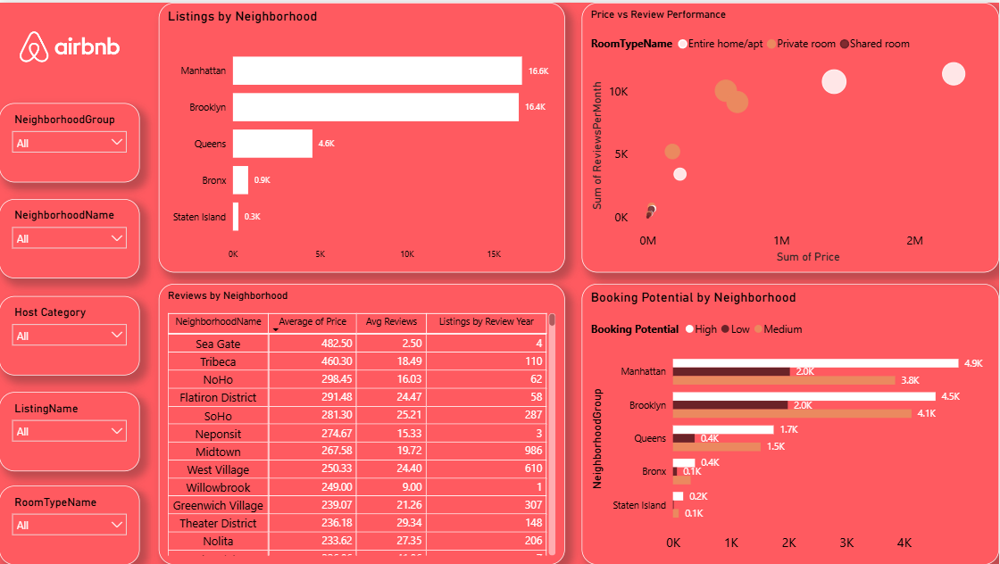 airbnb
NeighborhoodGroup
All
NeighborhoodName
All
Host Category
All
ListingName
All
RoomTypeName
All
Listings by Neighborhood
Manhattan 16.6K
Brooklyn 16.4K
Queens 4.6K
Bronx 0.9K
Staten Island 0.3K
0K 5K 10K 15K
Price vs Review Performance
RoomTypeName Entire home/apt Private room Shared room
Sum of ReviewsPerMonth
10K
5K
0K
0M 1M 2M
Sum of Price
Reviews by Neighborhood
NeighborhoodName Average of Price Avg Reviews Listings by Review Year
Sea Gate 482.50 2.50 4
Tribeca 460.30 18.49 110
NoHo 298.45 16.03 62
Flatiron District 291.48 24.47 58
SoHo 281.30 25.21 287
Neponsit 274.67 15.33 3
Midtown 267.58 19.72 986
West Village 250.33 24.40 610
Willowbrook 249.00 9.00 1
Greenwich Village 239.07 21.26 307
Theater District 236.18 29.34 148
Nolita 233.62 27.35 206
Booking Potential by Neighborhood
Booking Potential High Low Medium
NeighborhoodGroup
Manhattan 4.9K
2.0K
3.8K
Brooklyn 4.5K
2.0K
4.1K
Queens 1.7K
0.4K
1.5K
Bronx 0.4K
0.1K
Staten Island 0.2K
0.1K
0K 1K 2K 3K 4K